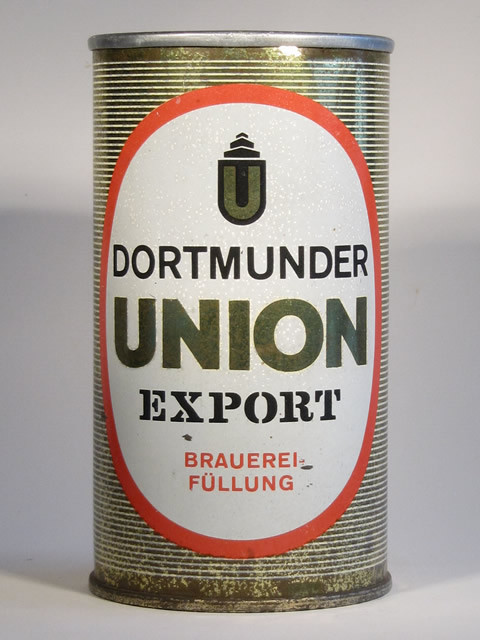 U
DORTMUNDER
UNION
EXPORT
BRAUEREI-
FÜLLUNG